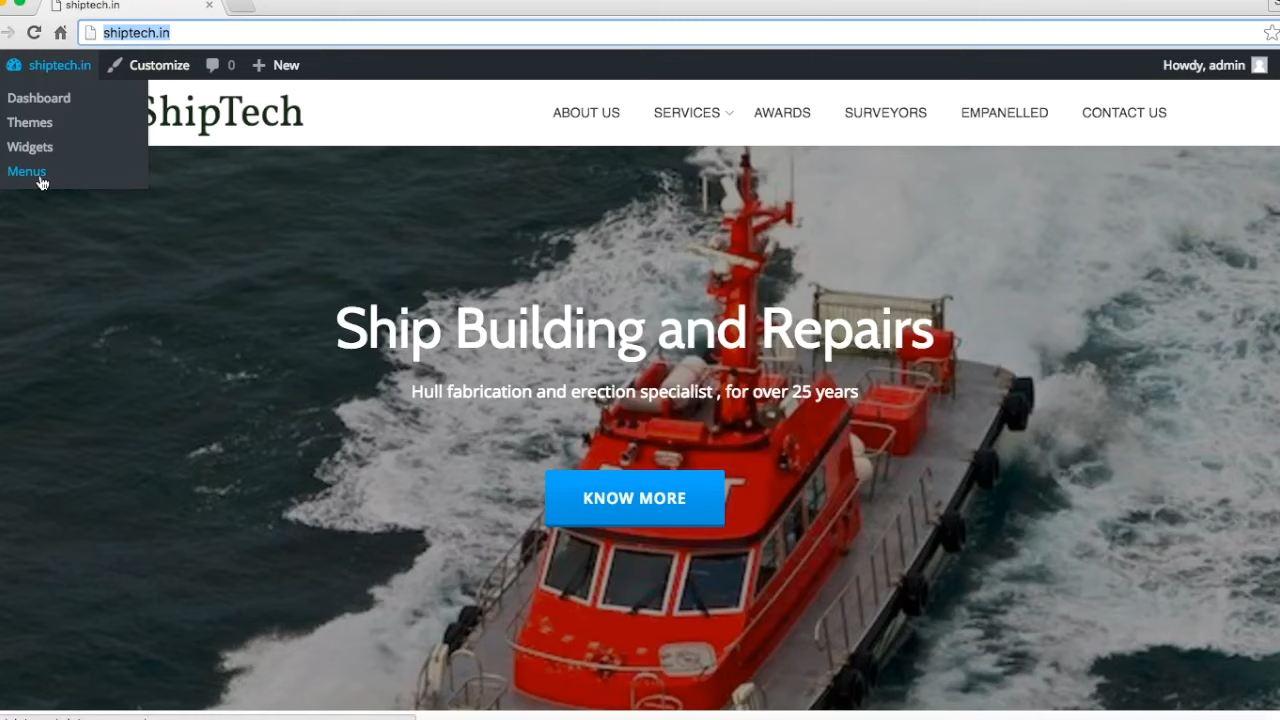 shiptech.in
shiptech.in
shiptech.in Customize 0 New Howdy, admin
Dashboard
Themes
Widgets
Menus
ShipTech
ABOUT US SERVICES AWARDS SURVEYORS EMPANELLED CONTACT US
Ship Building and Repairs
Hull fabrication and erection specialist , for over 25 years
KNOW MORE